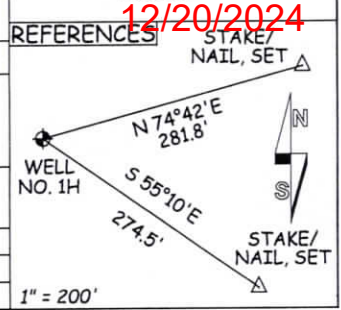 12/20/2024
REFERENCES
STAKE/
NAIL, SET
N 74°42'E
281.8'
N
WELL
NO. 1H
S 55°10'E
274.5'
S
STAKE/
NAIL, SET
1" = 200'